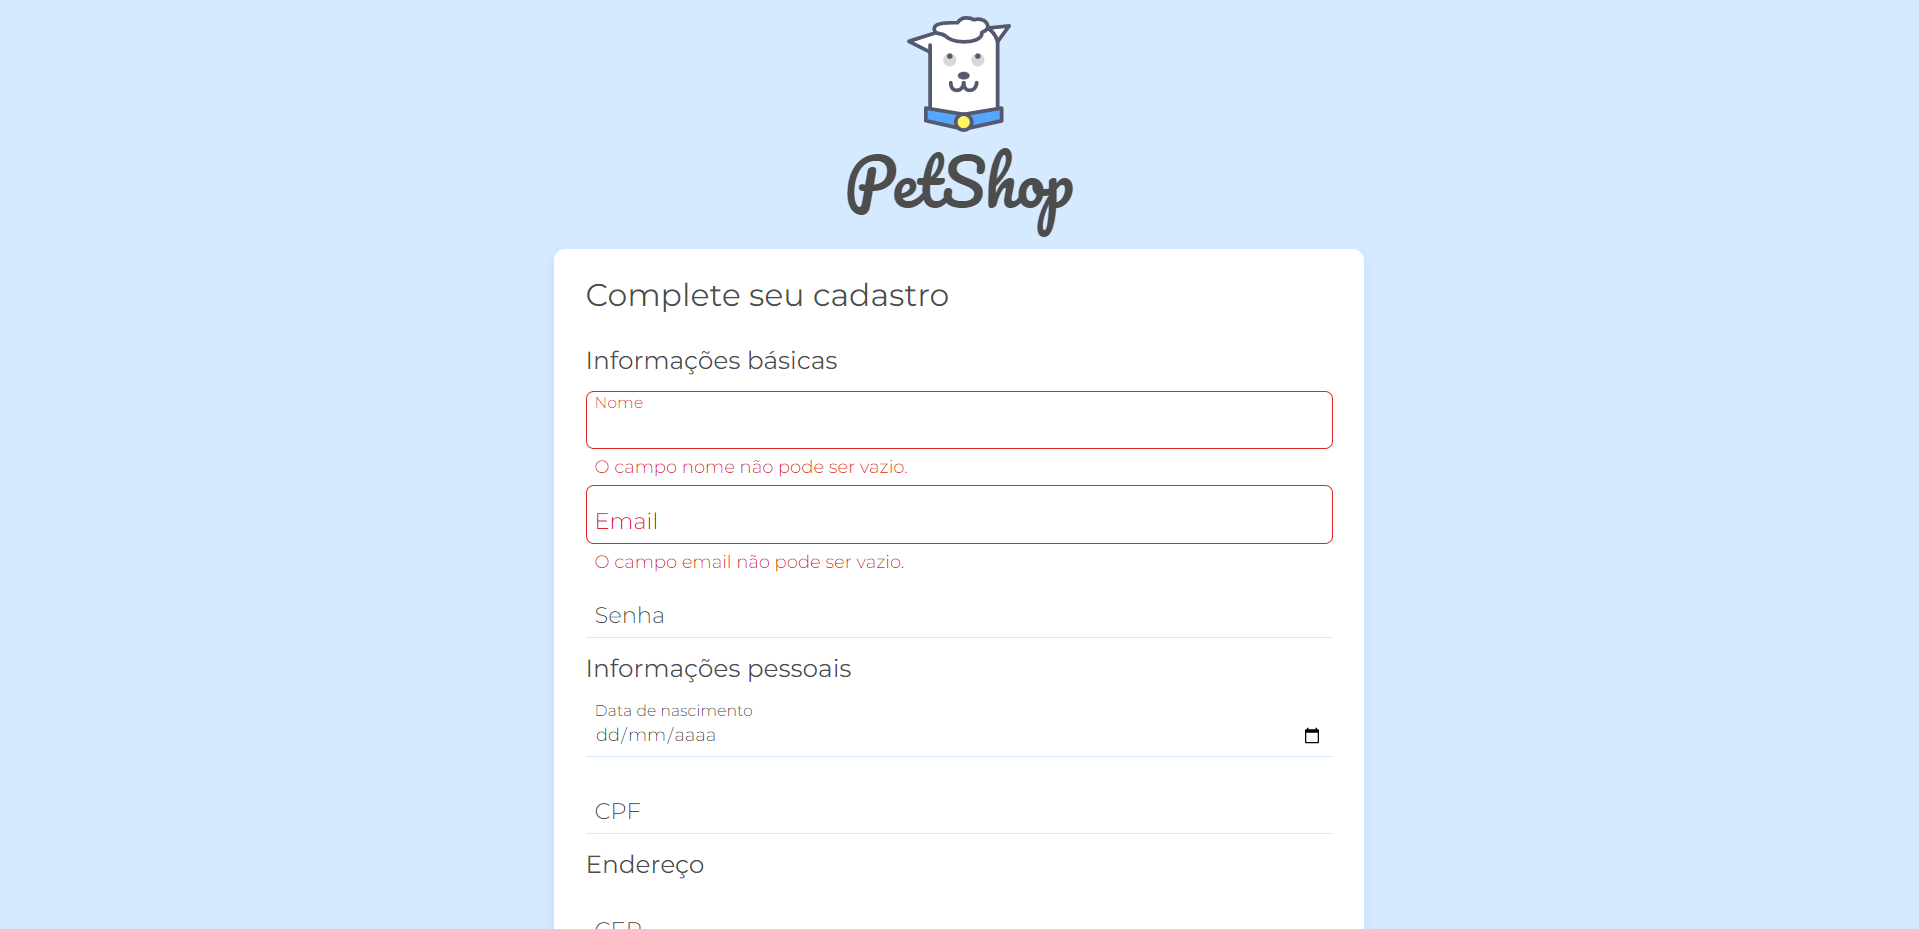 PetShop
Complete seu cadastro
Informações básicas
Nome
O campo nome não pode ser vazio.
Email
O campo email não pode ser vazio.
Senha
Informações pessoais
Data de nascimento
dd/mm/aaaa
CPF
Endereço
CEP